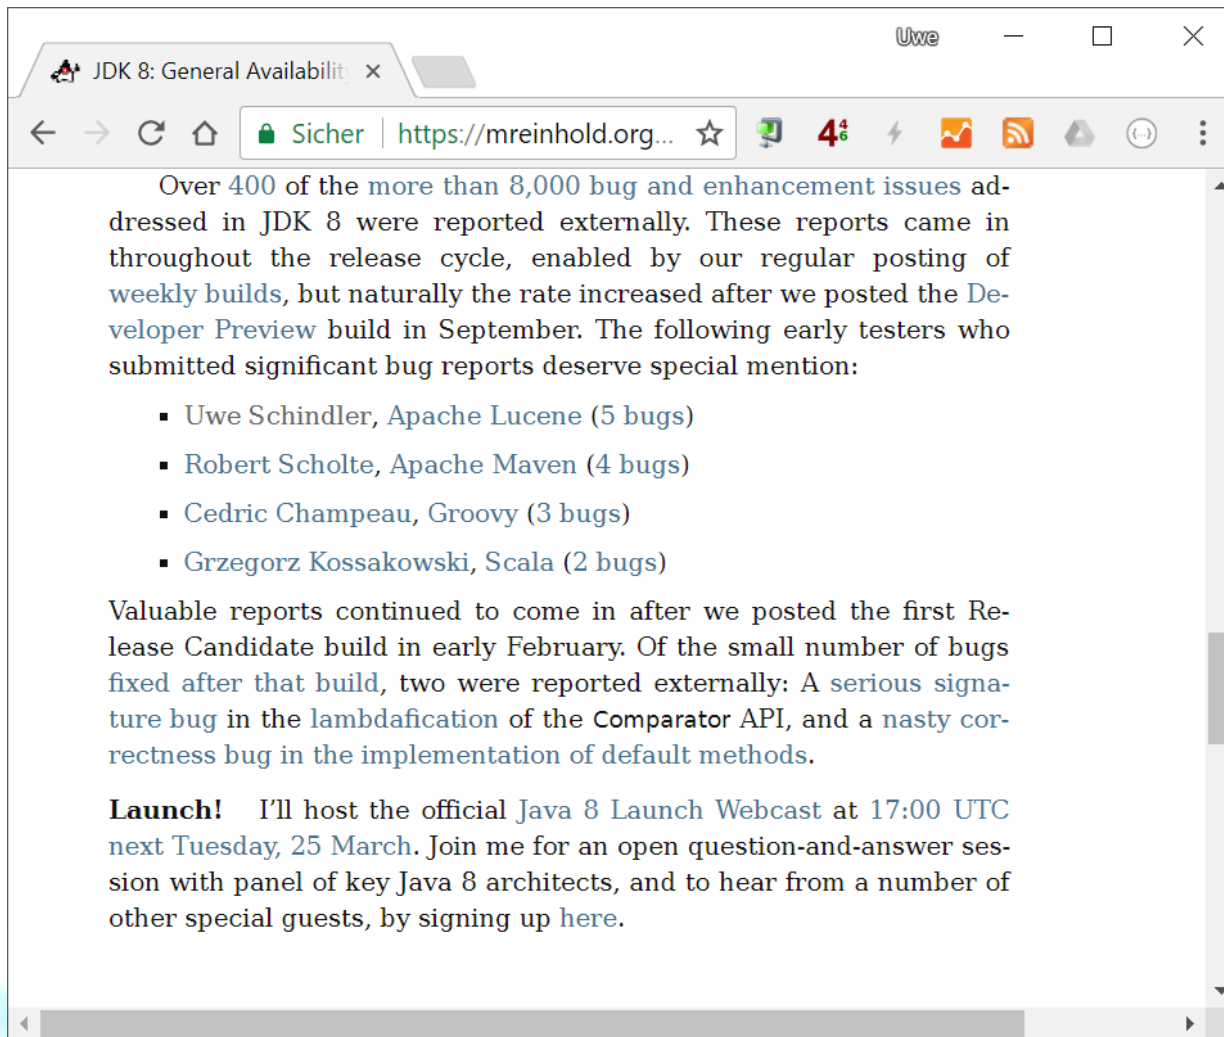 Uwe
JDK 8: General Availabilit
Sicher https://mreinhold.org...
4 4 6
{...}
Over 400 of the more than 8,000 bug and enhancement issues ad-
dressed in JDK 8 were reported externally. These reports came in
throughout the release cycle, enabled by our regular posting of
weekly builds, but naturally the rate increased after we posted the De-
veloper Preview build in September. The following early testers who
submitted significant bug reports deserve special mention:
▪ Uwe Schindler, Apache Lucene (5 bugs)
▪ Robert Scholte, Apache Maven (4 bugs)
▪ Cedric Champeau, Groovy (3 bugs)
▪ Grzegorz Kossakowski, Scala (2 bugs)
Valuable reports continued to come in after we posted the first Re-
lease Candidate build in early February. Of the small number of bugs
fixed after that build, two were reported externally: A serious signa-
ture bug in the lambdafication of the Comparator API, and a nasty cor-
rectness bug in the implementation of default methods.
Launch! I’ll host the official Java 8 Launch Webcast at 17:00 UTC
next Tuesday, 25 March. Join me for an open question-and-answer ses-
sion with panel of key Java 8 architects, and to hear from a number of
other special guests, by signing up here.